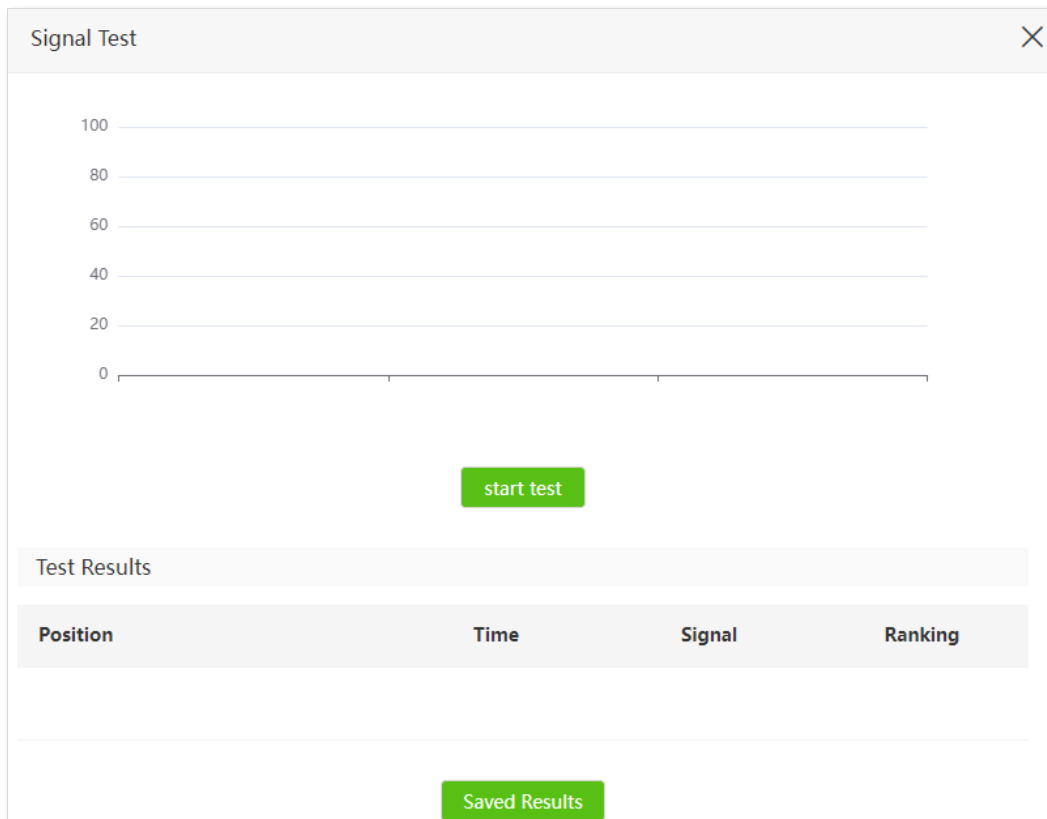 Signal Test
100
80
60
40
20
0
start test
Test Results
Position Time Signal Ranking
Saved Results